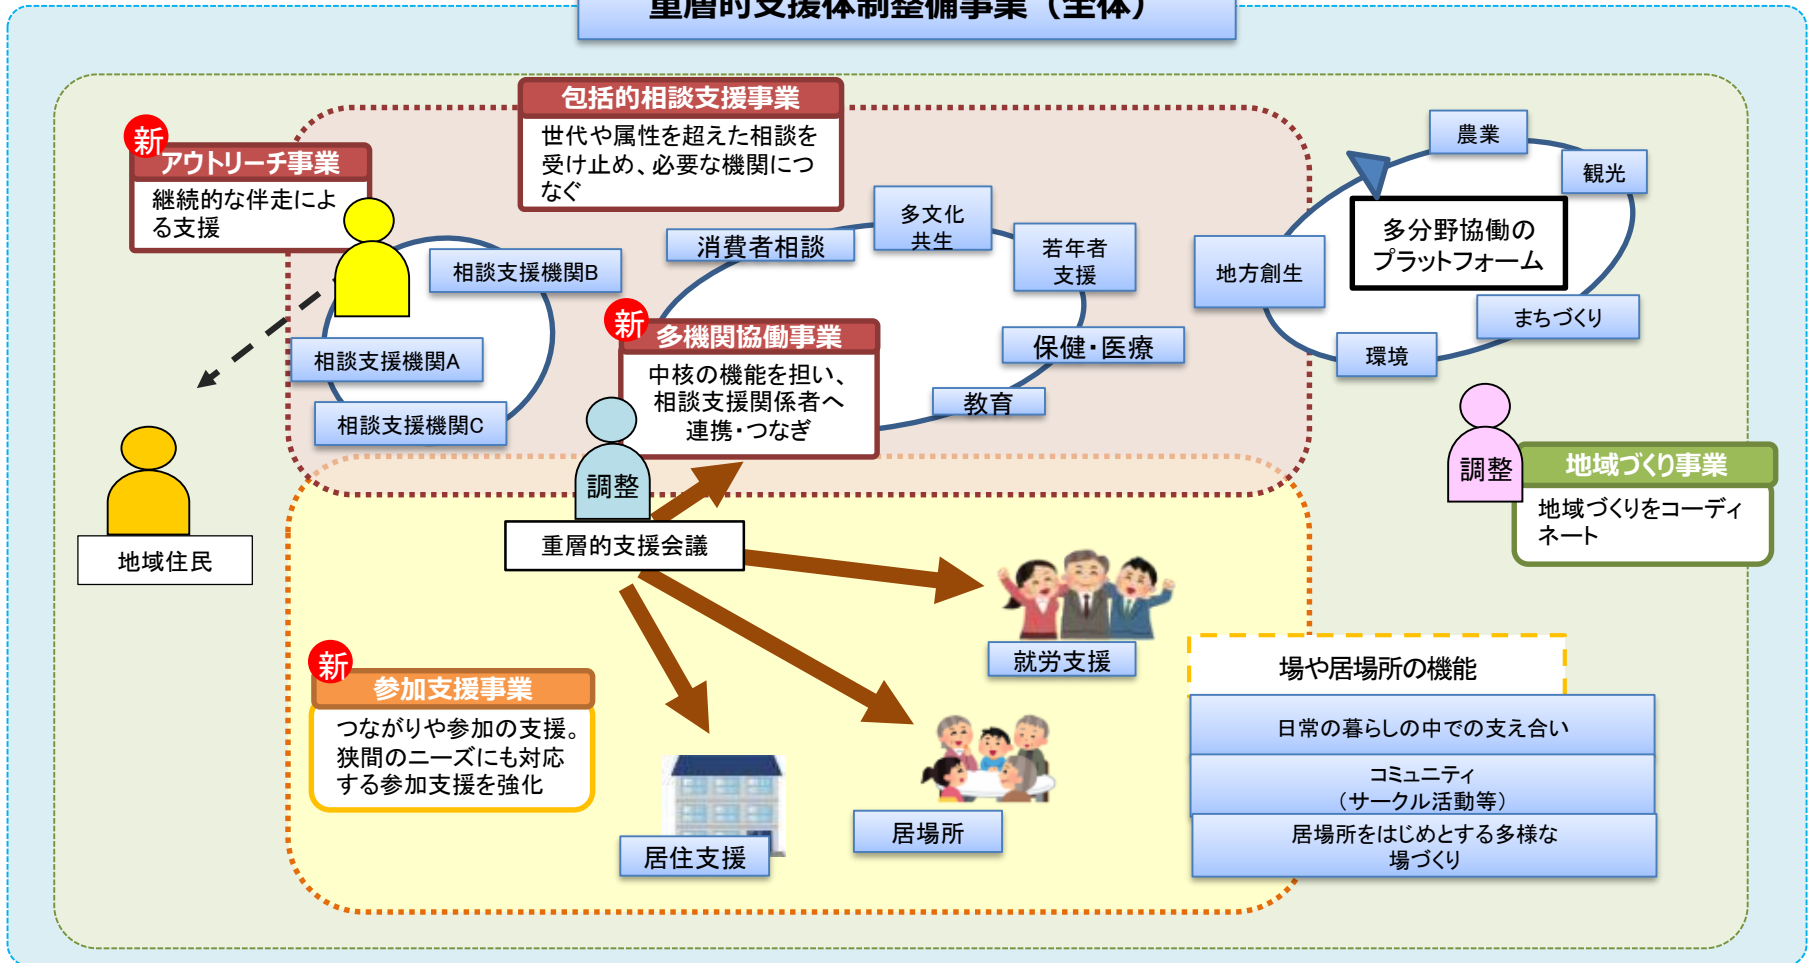 重層的支援体制整備事業（全体）
包括的相談支援事業
世代や属性を超えた相談を
受け止め、必要な機関につ
なぐ
新
アウトリーチ事業
継続的な伴走によ
る支援
相談支援機関B
相談支援機関A
相談支援機関C
消費者相談
多文化
共生
若年者
支援
保健・医療
教育
新
多機関協働事業
中核の機能を担い、
相談支援関係者へ
連携・つなぎ
農業
観光
多分野協働の
プラットフォーム
地方創生
まちづくり
環境
調整
地域づくり事業
地域づくりをコーディ
ネート
地域住民
調整
重層的支援会議
就労支援
新
参加支援事業
つながりや参加の支援。
狭間のニーズにも対応
する参加支援を強化
居住支援
居場所
場や居場所の機能
日常の暮らしの中での支え合い
コミュニティ
（サークル活動等）
居場所をはじめとする多様な
場づくり